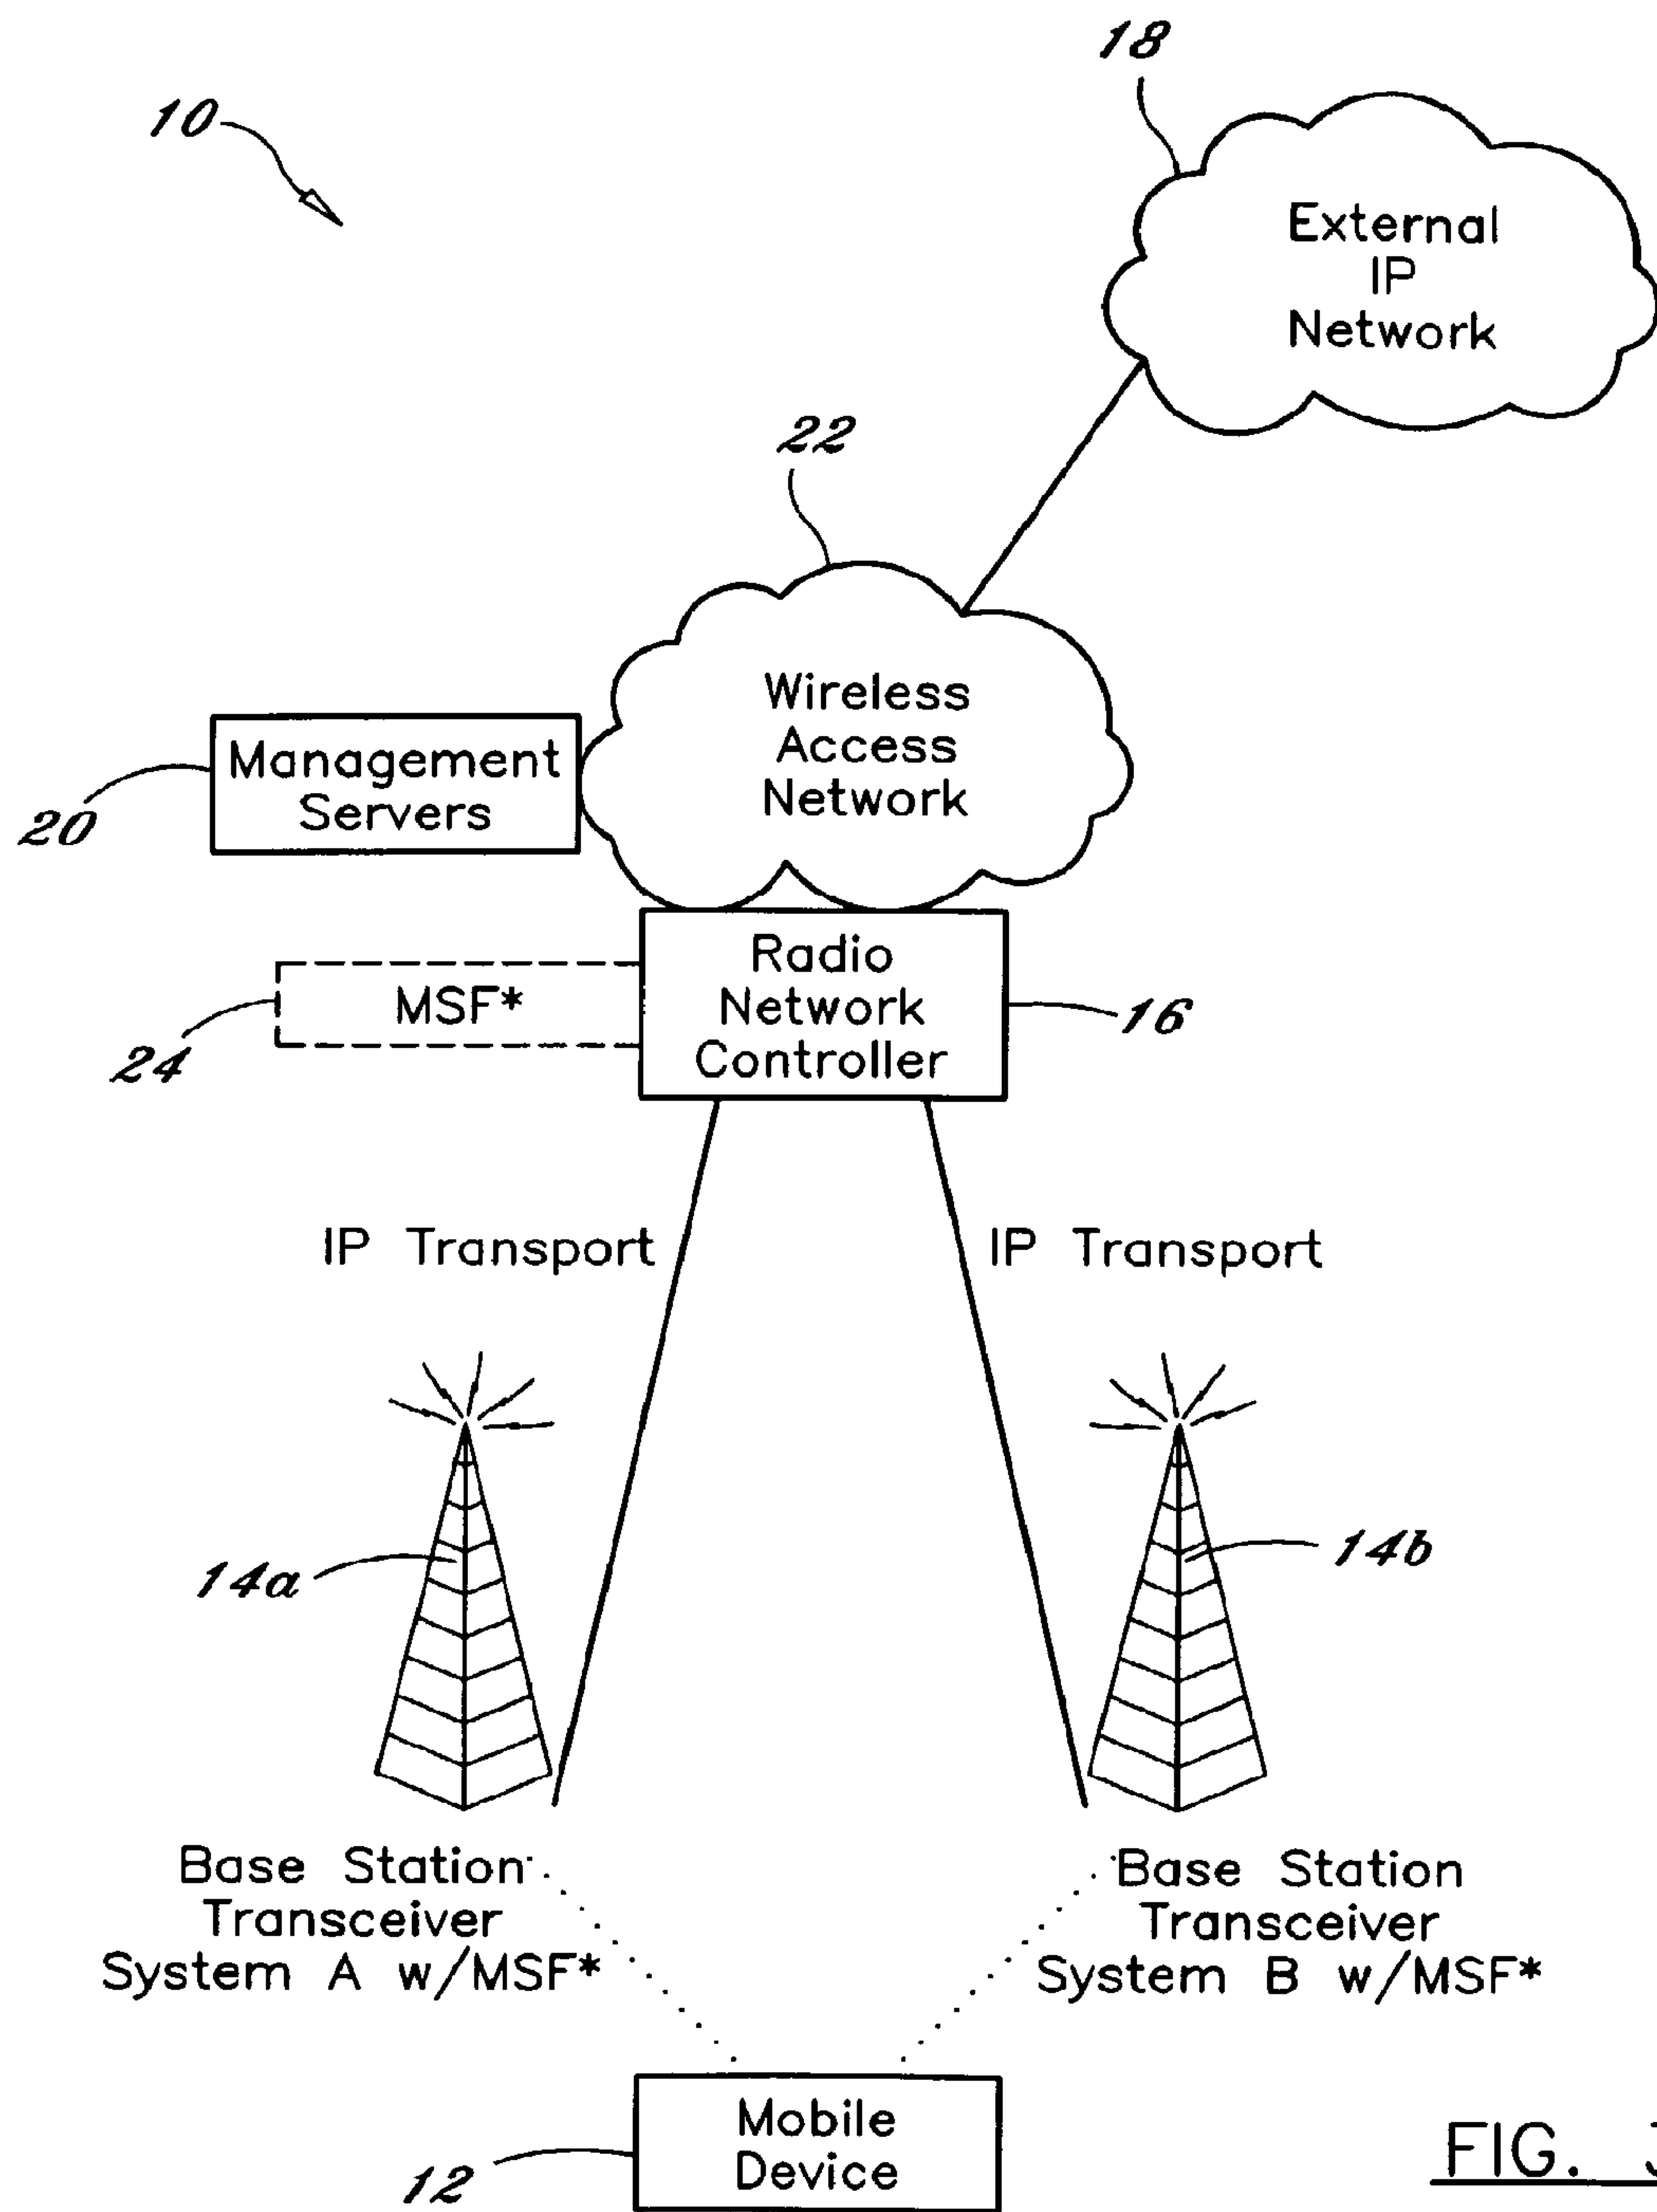 18
10
External
IP
Network
22
Wireless
Access
Network
Management
Servers
20
Radio
Network
Controller
MSF*
16
24
IP Transport
IP Transport
14a
14b
Base Station
Transceiver
System A w/MSF*
Base Station
Transceiver
System B w/MSF*
Mobile
Device
12
FIG.